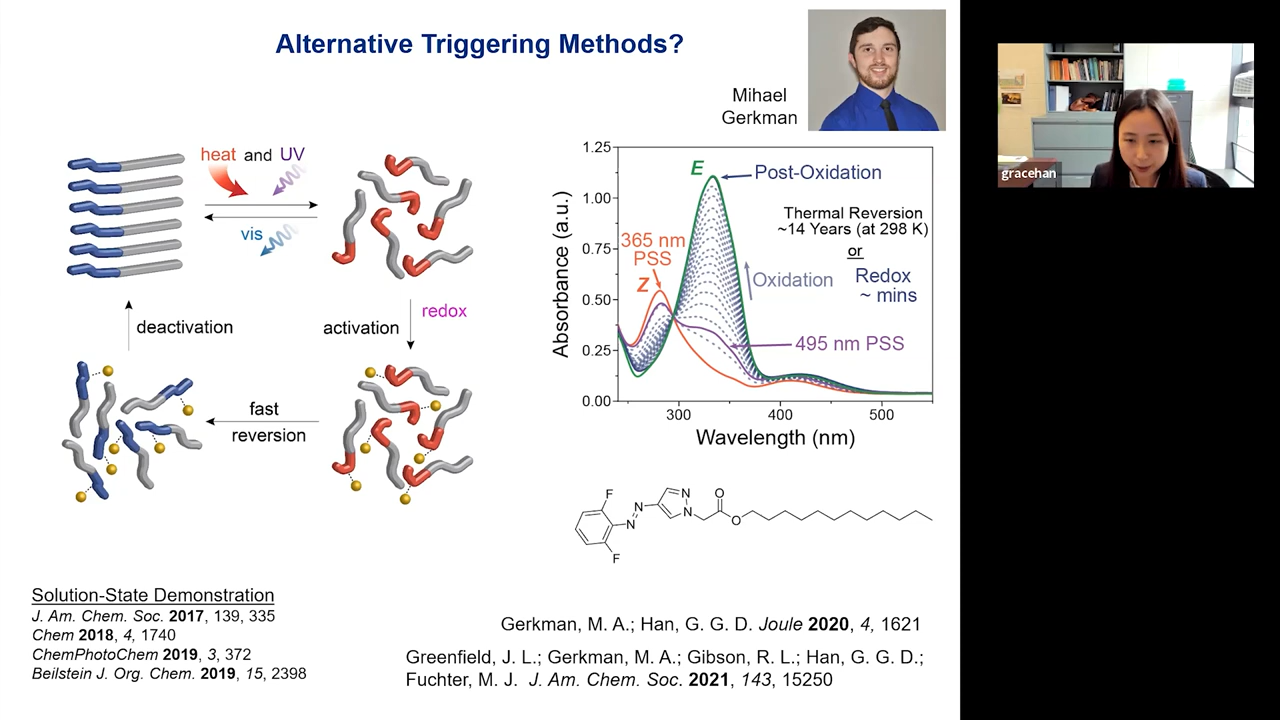 Alternative Triggering Methods?
Mihael
Gerkman
gracehan
heat and UV
vis
deactivation
activation
redox
fast
reversion
Absorbance (a.u.)
1.25
1.00
0.75
0.50
0.25
0.00
300
400
500
Wavelength (nm)
E
Post-Oxidation
Thermal Reversion
~14 Years (at 298 K)
or
Redox
~ mins
365 nm
PSS
Z
Oxidation
495 nm PSS
F
N
N
N
N
O
O
F
Solution-State Demonstration
J. Am. Chem. Soc. 2017, 139, 335
Chem 2018, 4, 1740
ChemPhotoChem 2019, 3, 372
Beilstein J. Org. Chem. 2019, 15, 2398
Gerkman, M. A.; Han, G. G. D. Joule 2020, 4, 1621
Greenfield, J. L.; Gerkman, M. A.; Gibson, R. L.; Han, G. G. D.;
Fuchter, M. J. J. Am. Chem. Soc. 2021, 143, 15250